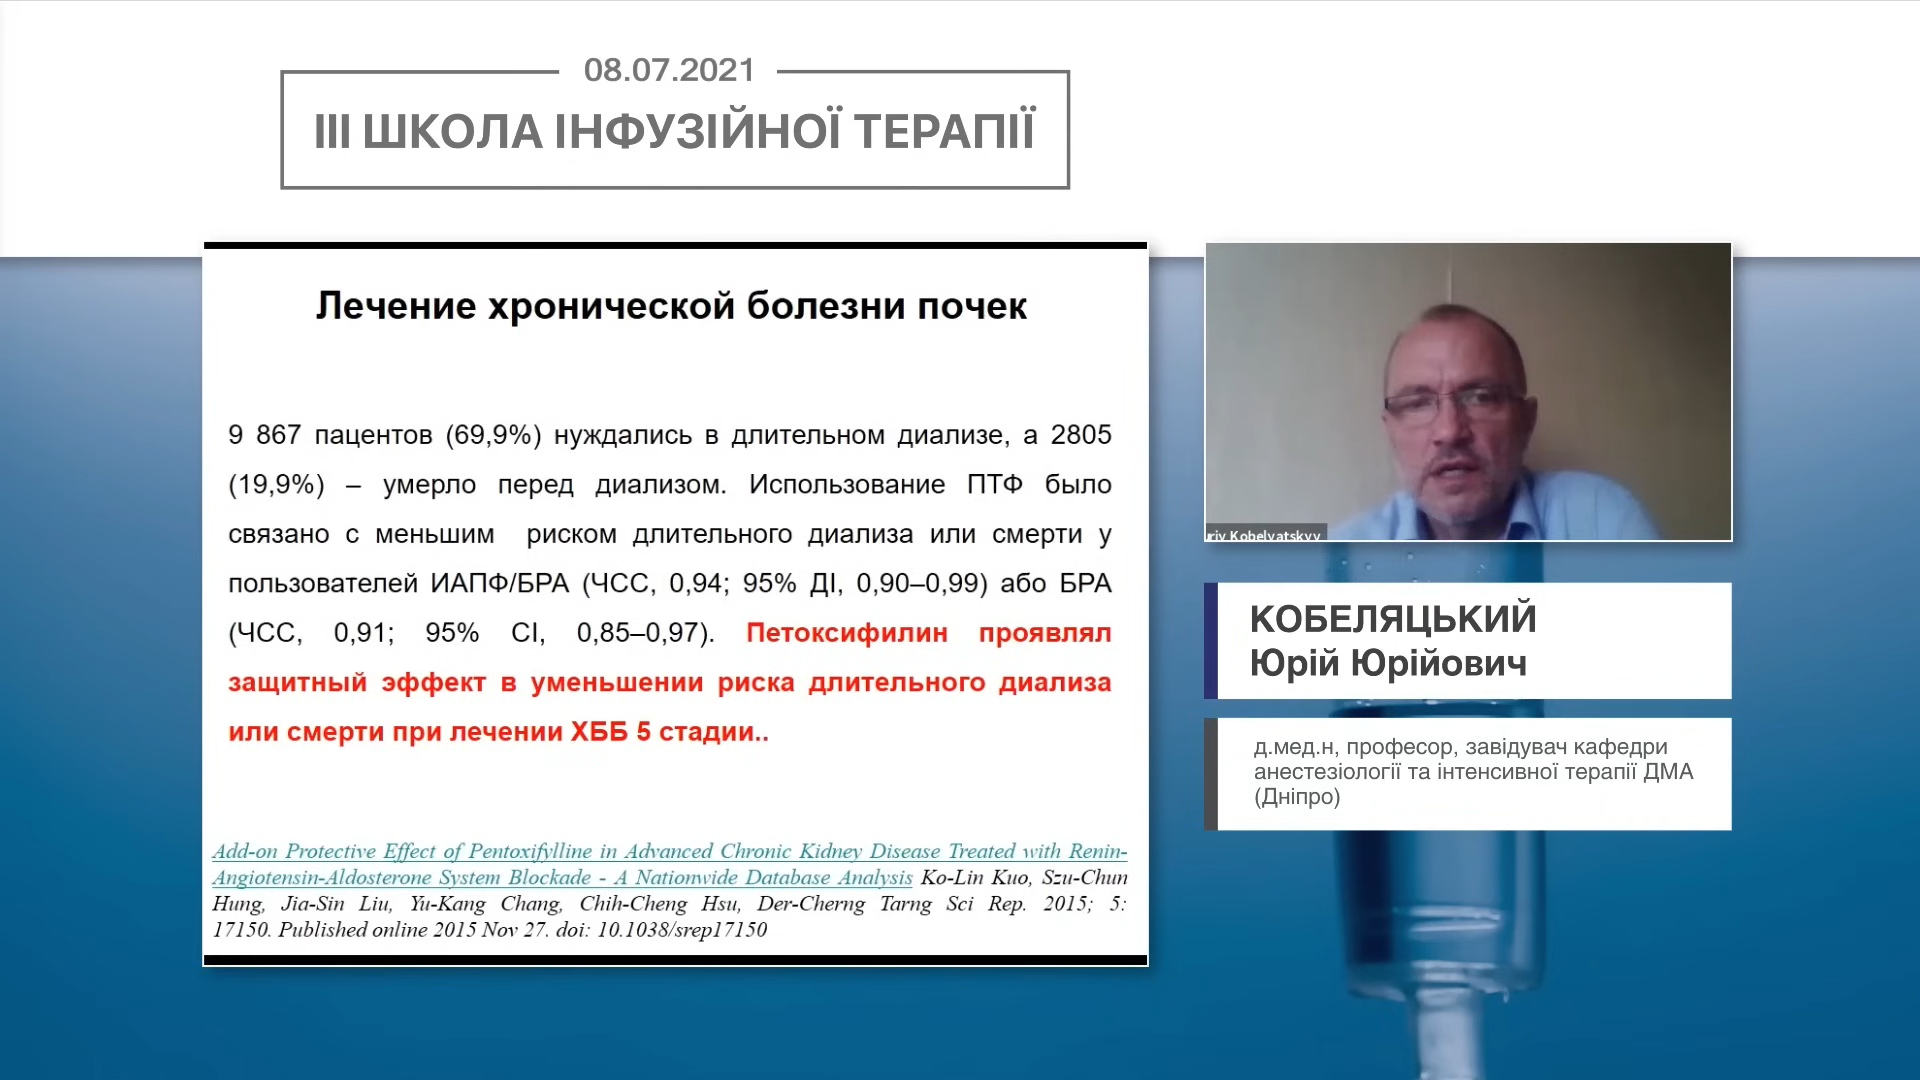 08.07.2021
III ШКОЛА ІНФУЗІЙНОЇ ТЕРАПІЇ
Лечение хронической болезни почек
9 867 пацентов (69,9%) нуждались в длительном диализе, а 2805
(19,9%) – умерло перед диализом. Использование ПТФ было
связано с меньшим риском длительного диализа или смерти у
пользователей ИАПФ/БРА (ЧСС, 0,94; 95% ДІ, 0,90–0,99) або БРА
(ЧСС, 0,91; 95% CI, 0,85–0,97). Петоксифилин проявлял
защитный эффект в уменьшении риска длительного диализа
или смерти при лечении ХББ 5 стадии..
Add-on Protective Effect of Pentoxifylline in Advanced Chronic Kidney Disease Treated with Renin-
Angiotensin-Aldosterone System Blockade - A Nationwide Database Analysis Ko-Lin Kuo, Szu-Chun
Hung, Jia-Sin Liu, Yu-Kang Chang, Chih-Cheng Hsu, Der-Cherng Tarng Sci Rep. 2015; 5:
17150. Published online 2015 Nov 27. doi: 10.1038/srep17150
riy Kobelyatskyy
КОБЕЛЯЦЬКИЙ
Юрій Юрійович
д.мед.н, професор, завідувач кафедри
анестезіології та інтенсивної терапії ДМА
(Дніпро)